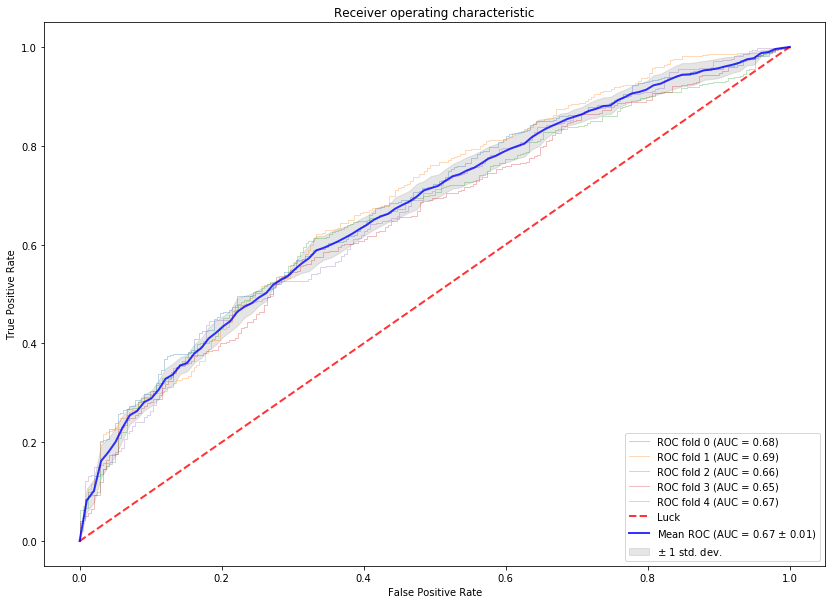 Receiver operating characteristic
1.0
0.8
0.6
0.4
0.2
0.0
True Positive Rate
0.0 0.2 0.4 0.6 0.8 1.0
False Positive Rate
ROC fold 0 (AUC = 0.68)
ROC fold 1 (AUC = 0.69)
ROC fold 2 (AUC = 0.66)
ROC fold 3 (AUC = 0.65)
ROC fold 4 (AUC = 0.67)
Luck
Mean ROC (AUC = 0.67 ± 0.01)
± 1 std. dev.